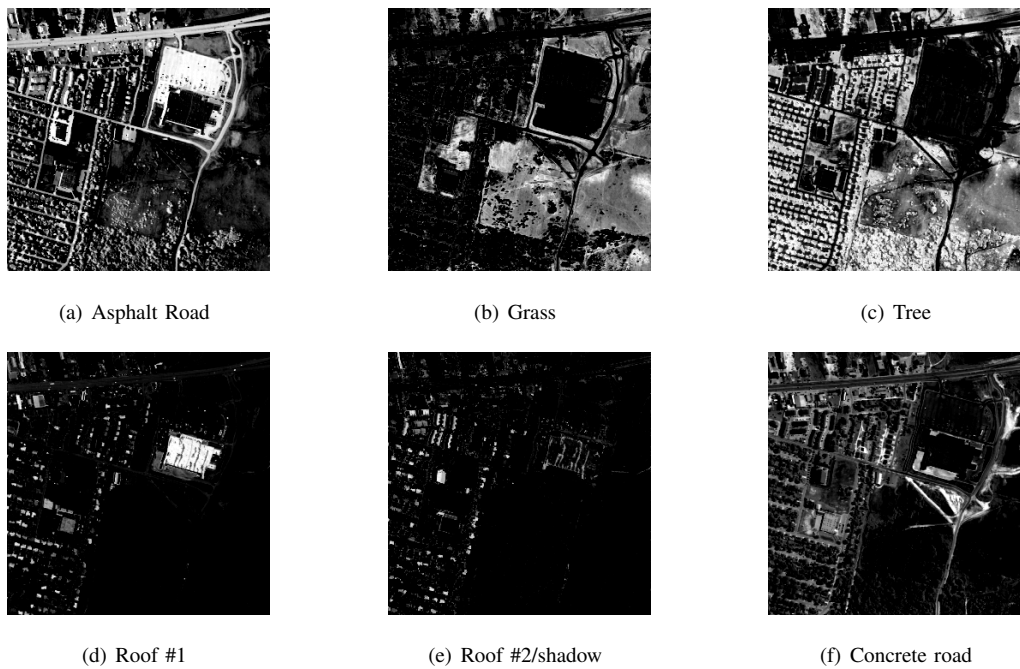 (a) Asphalt Road
(b) Grass
(c) Tree
(d) Roof #1
(e) Roof #2/shadow
(f) Concrete road